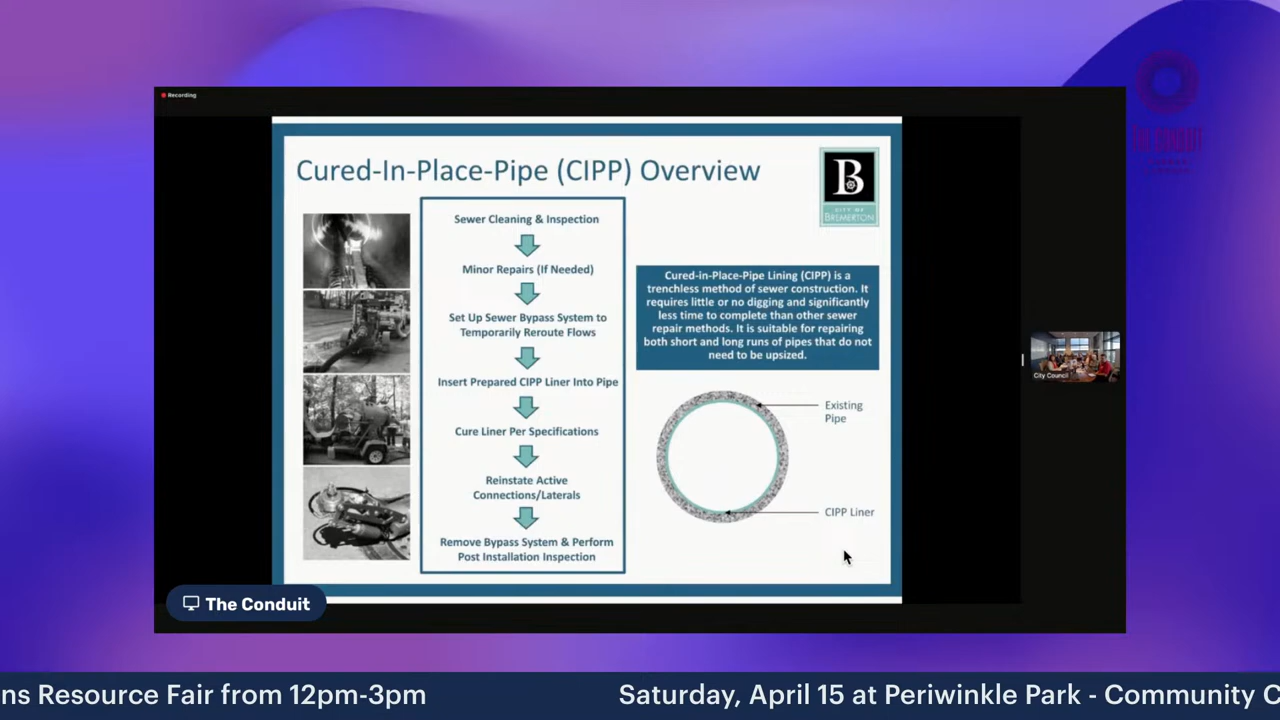 Recording
Cured-In-Place-Pipe (CIPP) Overview
B
CITY OF
BREMERTON
Sewer Cleaning & Inspection
Minor Repairs (If Needed)
Set Up Sewer Bypass System to
Temporarily Reroute Flows
Insert Prepared CIPP Liner Into Pipe
Cure Liner Per Specifications
Reinstate Active
Connections/Laterals
Remove Bypass System & Perform
Post Installation Inspection
Cured-in-Place-Pipe Lining (CIPP) is a
trenchless method of sewer construction. It
requires little or no digging and significantly
less time to complete than other sewer
repair methods. It is suitable for repairing
both short and long runs of pipes that do not
need to be upsized.
Existing
Pipe
CIPP Liner
City Council
THE CONDUIT
The Conduit
ns Resource Fair from 12pm-3pm
Saturday, April 15 at Periwinkle Park - Community C